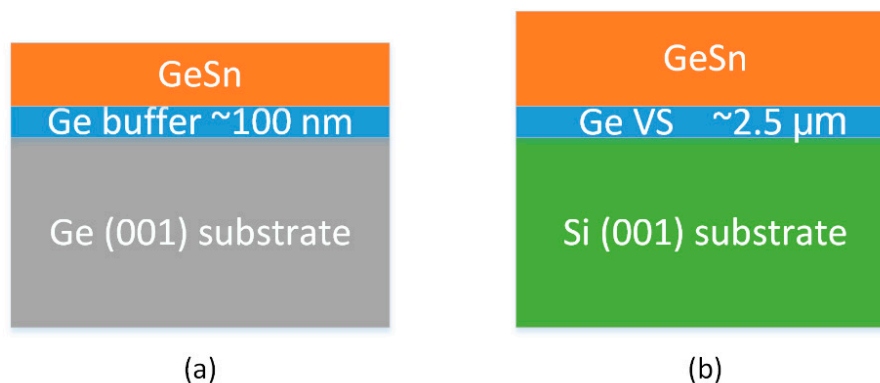 GeSn
Ge buffer ~100 nm
Ge (001) substrate
(a)
GeSn
Ge VS ~2.5 μm
Si (001) substrate
(b)